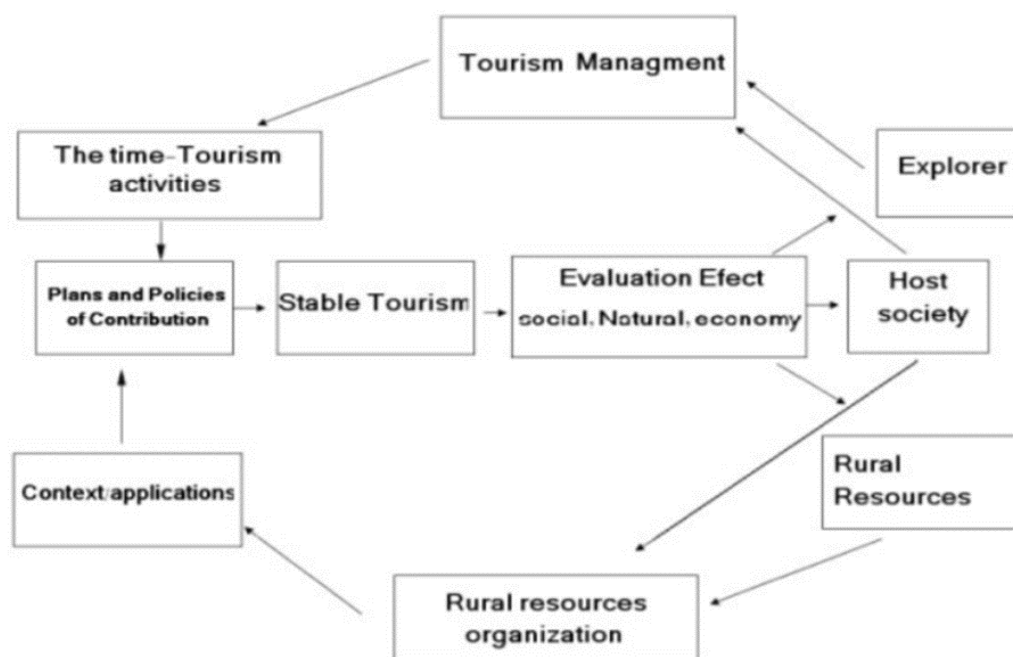 Tourism Managment
The time-Tourism
activities
Explorer
Plans and Policies
of Contribution
Stable Tourism
Evaluation Efect
social, Natural, economy
Host
society
Context/applications
Rural
Resources
Rural resources
organization